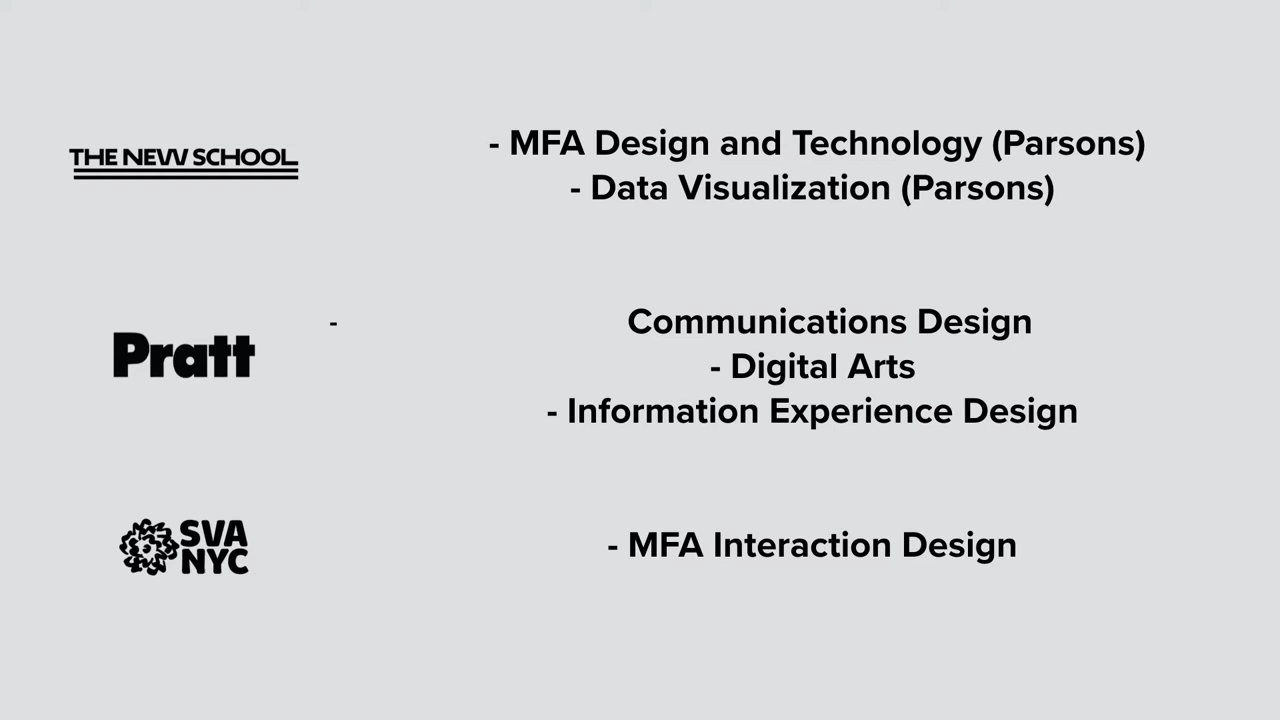 THE NEW SCHOOL
- MFA Design and Technology (Parsons)
- Data Visualization (Parsons)
Pratt
- Communications Design
- Digital Arts
- Information Experience Design
SVA
NYC
- MFA Interaction Design